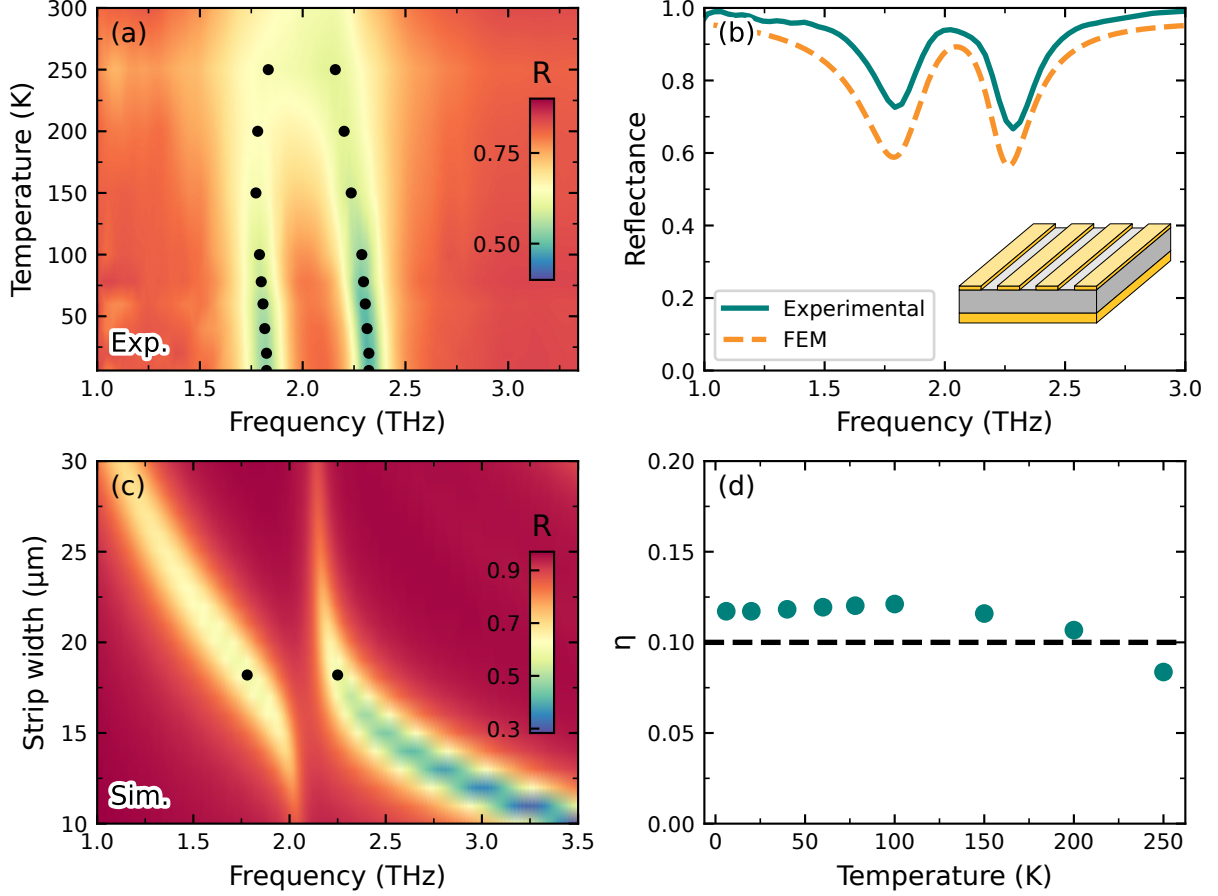 (a)
300
250
200
150
100
50
Temperature (K)
R
0.75
0.50
Exp.
1.0 1.5 2.0 2.5 3.0
Frequency (THz)
(b)
1.0
0.8
0.6
0.4
0.2
0.0
Reflectance
Experimental
FEM
1.0 1.5 2.0 2.5 3.0
Frequency (THz)
(c)
30
25
20
15
10
Strip width (μm)
R
0.9
0.5
0.3
Sim.
1.0 1.5 2.0 2.5 3.0 3.5
Frequency (THz)
(d)
0.20
0.15
0.10
0.05
0.00
η
0 50 100 150 200 250
Temperature (K)